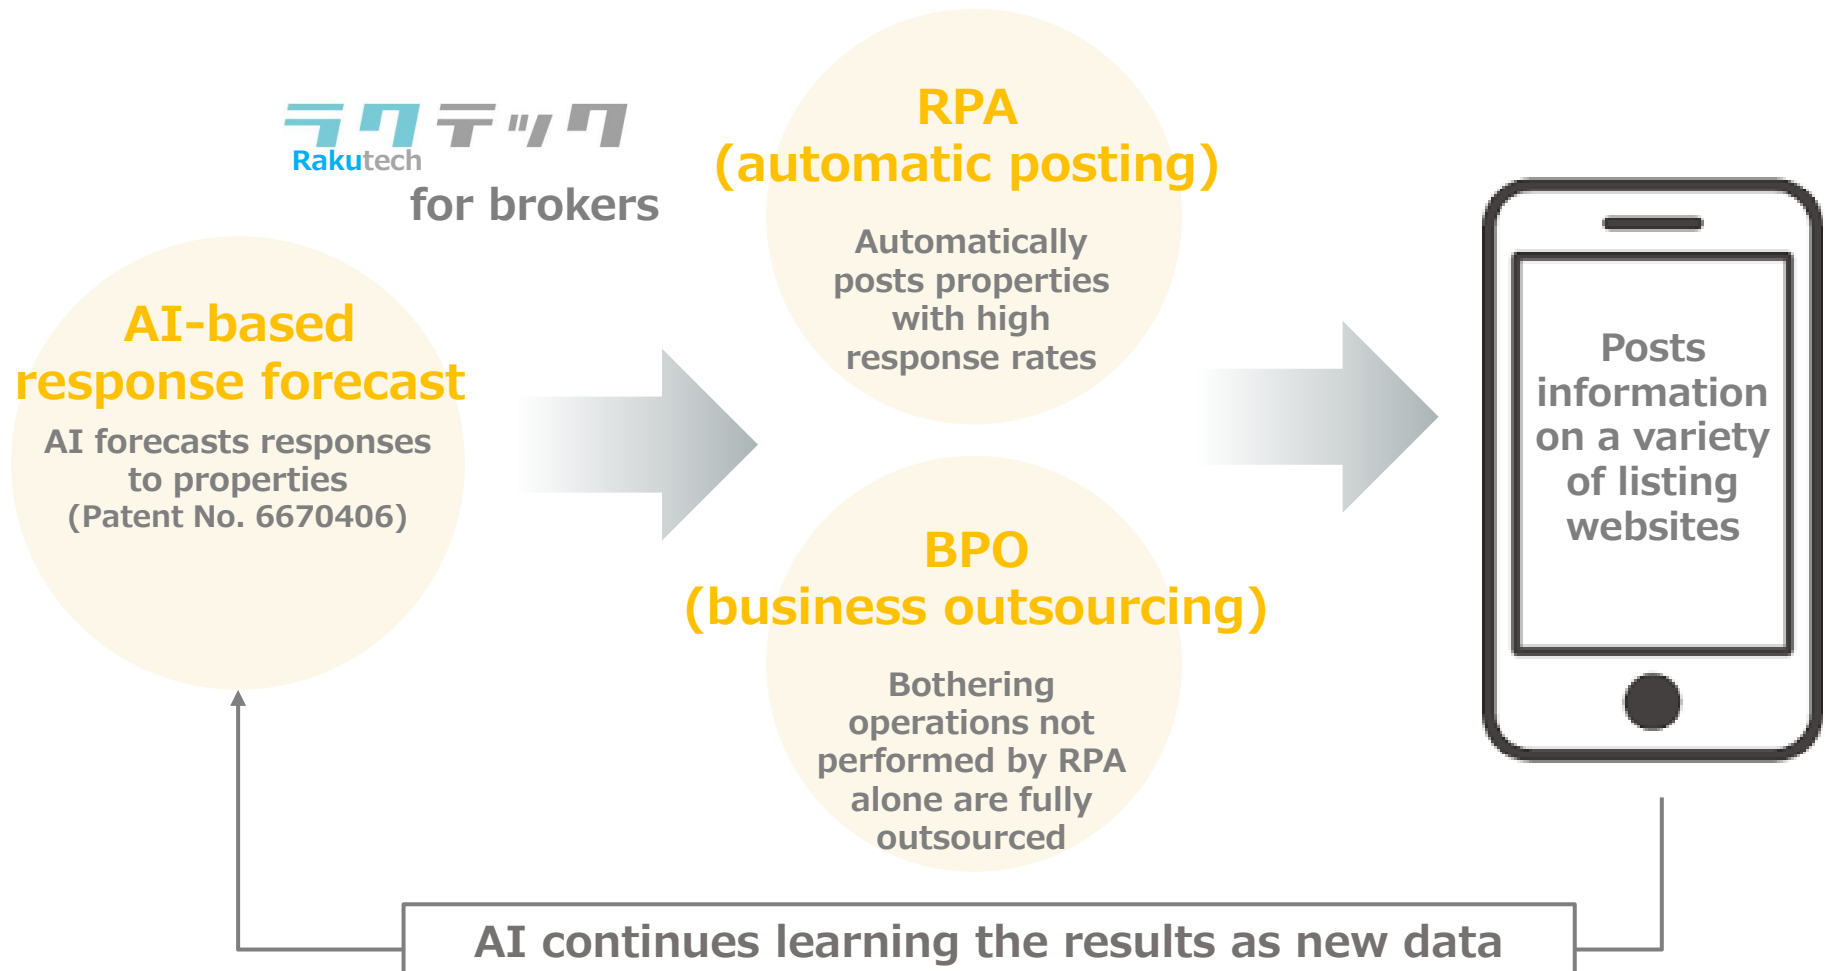 ラクテック
Rakutech
for brokers
AI-based
response forecast
AI forecasts responses
to properties
(Patent No. 6670406)
RPA
(automatic posting)
Automatically
posts properties
with high
response rates
BPO
(business outsourcing)
Bothering
operations not
performed by RPA
alone are fully
outsourced
Posts
information
on a variety
of listing
websites
AI continues learning the results as new data